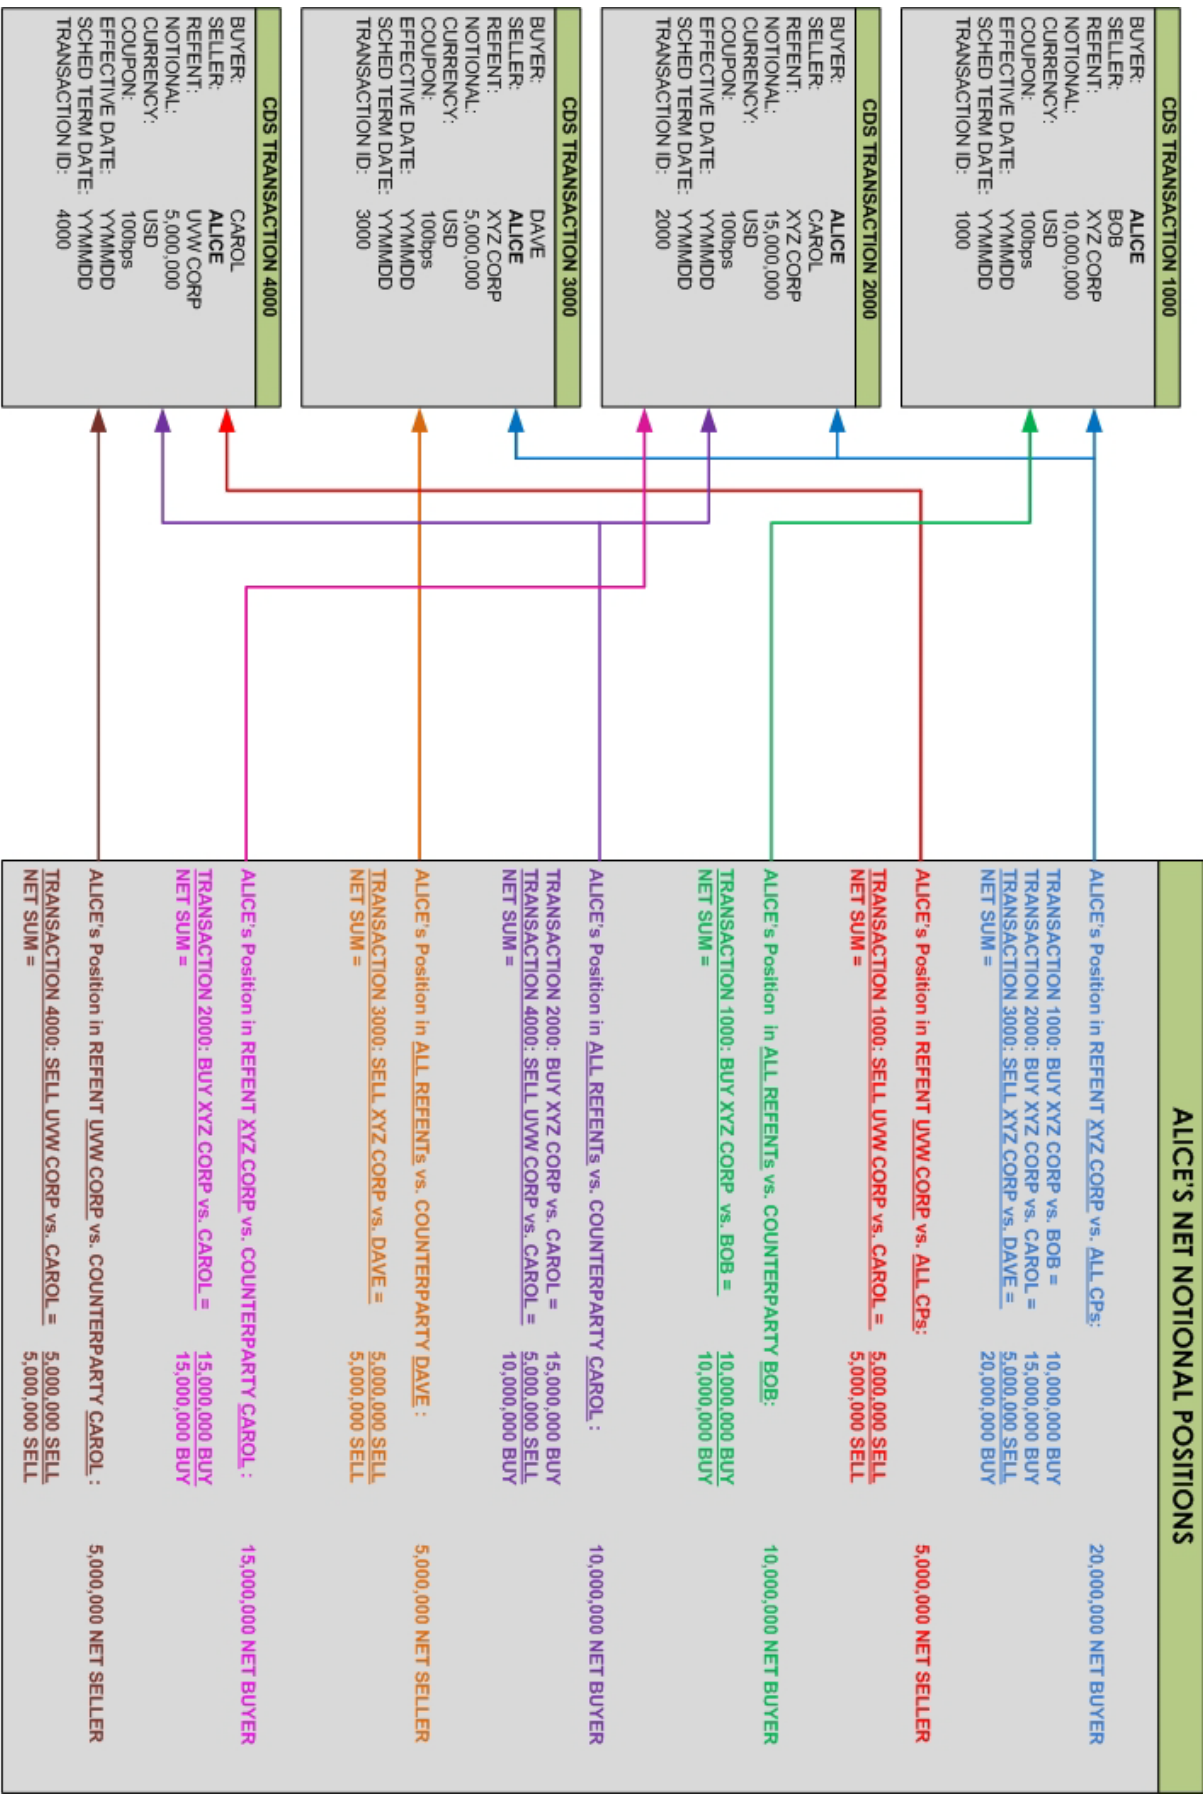 CDS TRANSACTION 1000
BUYER: ALICE
SELLER: BOB
REFENT: XYZ CORP
NOTIONAL: 10,000,000
CURRENCY: USD
COUPON: 100bps
EFFECTIVE DATE: YYMMDD
SCHED TERM DATE: YYMMDD
TRANSACTION ID: 1000
CDS TRANSACTION 2000
BUYER: ALICE
SELLER: CAROL
REFENT: XYZ CORP
NOTIONAL: 15,000,000
CURRENCY: USD
COUPON: 100bps
EFFECTIVE DATE: YYMMDD
SCHED TERM DATE: YYMMDD
TRANSACTION ID: 2000
CDS TRANSACTION 3000
BUYER: DAVE
SELLER: ALICE
REFENT: XYZ CORP
NOTIONAL: 5,000,000
CURRENCY: USD
COUPON: 100bps
EFFECTIVE DATE: YYMMDD
SCHED TERM DATE: YYMMDD
TRANSACTION ID: 3000
CDS TRANSACTION 4000
BUYER: CAROL
SELLER: ALICE
REFENT: UVW CORP
NOTIONAL: 5,000,000
CURRENCY: USD
COUPON: 100bps
EFFECTIVE DATE: YYMMDD
SCHED TERM DATE: YYMMDD
TRANSACTION ID: 4000
ALICE'S NET NOTIONAL POSITIONS
ALICE's Position in REFENT XYZ CORP vs. ALL CPs: 20,000,000 NET BUYER
TRANSACTION 1000: BUY XYZ CORP vs. BOB = 10,000,000 BUY
TRANSACTION 2000: BUY XYZ CORP vs. CAROL = 15,000,000 BUY
TRANSACTION 3000: SELL XYZ CORP vs. DAVE = 5,000,000 SELL
NET SUM = 20,000,000 BUY
ALICE's Position in REFENT UVW CORP vs. ALL CPs: 5,000,000 NET SELLER
TRANSACTION 1000: SELL UVW CORP vs. CAROL = 5,000,000 SELL
NET SUM = 5,000,000 SELL
ALICE's Position in ALL REFENTs vs. COUNTERPARTY BOB: 10,000,000 NET BUYER
TRANSACTION 1000: BUY XYZ CORP vs. BOB = 10,000,000 BUY
NET SUM = 10,000,000 BUY
ALICE's Position in ALL REFENTs vs. COUNTERPARTY CAROL : 10,000,000 NET BUYER
TRANSACTION 2000: BUY XYZ CORP vs. CAROL = 15,000,000 BUY
TRANSACTION 4000: SELL UVW CORP vs. CAROL = 5,000,000 SELL
NET SUM = 10,000,000 BUY
ALICE's Position in ALL REFENTs vs. COUNTERPARTY DAVE : 5,000,000 NET SELLER
TRANSACTION 3000: SELL XYZ CORP vs. DAVE = 5,000,000 SELL
NET SUM = 5,000,000 SELL
ALICE's Position in REFENT XYZ CORP vs. COUNTERPARTY CAROL : 15,000,000 NET BUYER
TRANSACTION 2000: BUY XYZ CORP vs. CAROL = 15,000,000 BUY
NET SUM = 15,000,000 BUY
ALICE's Position in REFENT UVW CORP vs. COUNTERPARTY CAROL : 5,000,000 NET SELLER
TRANSACTION 4000: SELL UVW CORP vs. CAROL = 5,000,000 SELL
NET SUM = 5,000,000 SELL